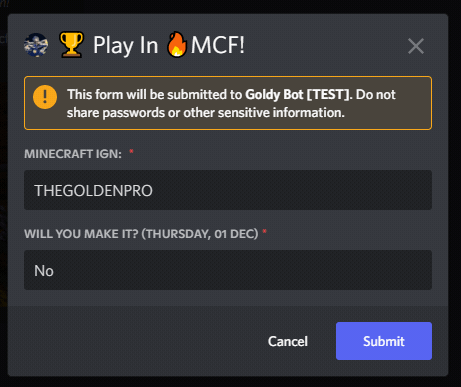 🏆 Play In 🔥MCF!
This form will be submitted to Goldy Bot [TEST]. Do not
share passwords or other sensitive information.
MINECRAFT IGN: *
THEGOLDENPRO
WILL YOU MAKE IT? (THURSDAY, 01 DEC) *
No
Cancel
Submit